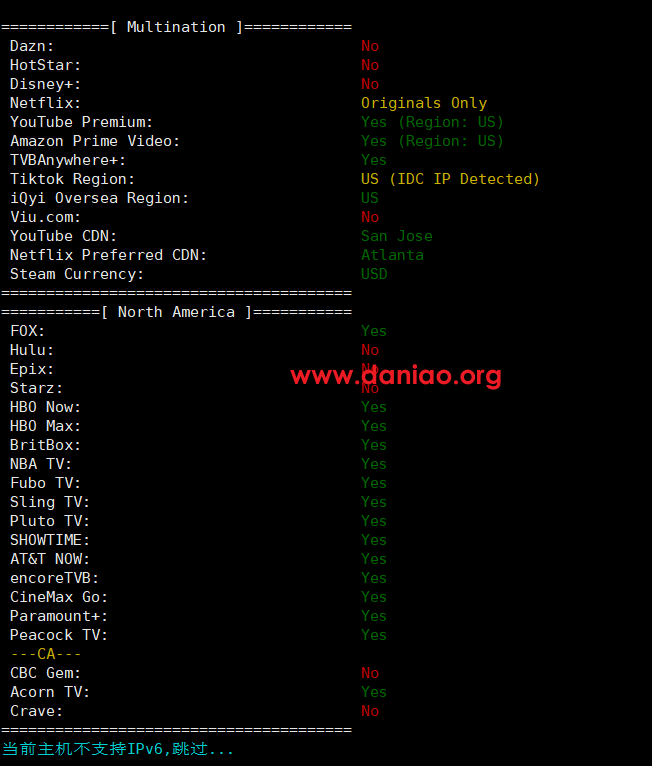 ============[ Multination ]============
Dazn: No
HotStar: No
Disney+: No
Netflix: Originals Only
YouTube Premium: Yes (Region: US)
Amazon Prime Video: Yes (Region: US)
TVBAnywhere+: Yes
Tiktok Region: US (IDC IP Detected)
iQyi Oversea Region: US
Viu.com: No
YouTube CDN: San Jose
Netflix Preferred CDN: Atlanta
Steam Currency: USD
=======================================
===========[ North America ]===========
FOX: Yes
Hulu: No
Epix: No
www.daniao.org
Starz: No
HBO Now: Yes
HBO Max: Yes
BritBox: Yes
NBA TV: Yes
Fubo TV: Yes
Sling TV: Yes
Pluto TV: Yes
SHOWTIME: Yes
AT&T NOW: Yes
encoreTVB: Yes
CineMax Go: Yes
Paramount+: Yes
Peacock TV: Yes
---CA---
CBC Gem: No
Acorn TV: Yes
Crave: No
=======================================
当前主机不支持IPv6,跳过...